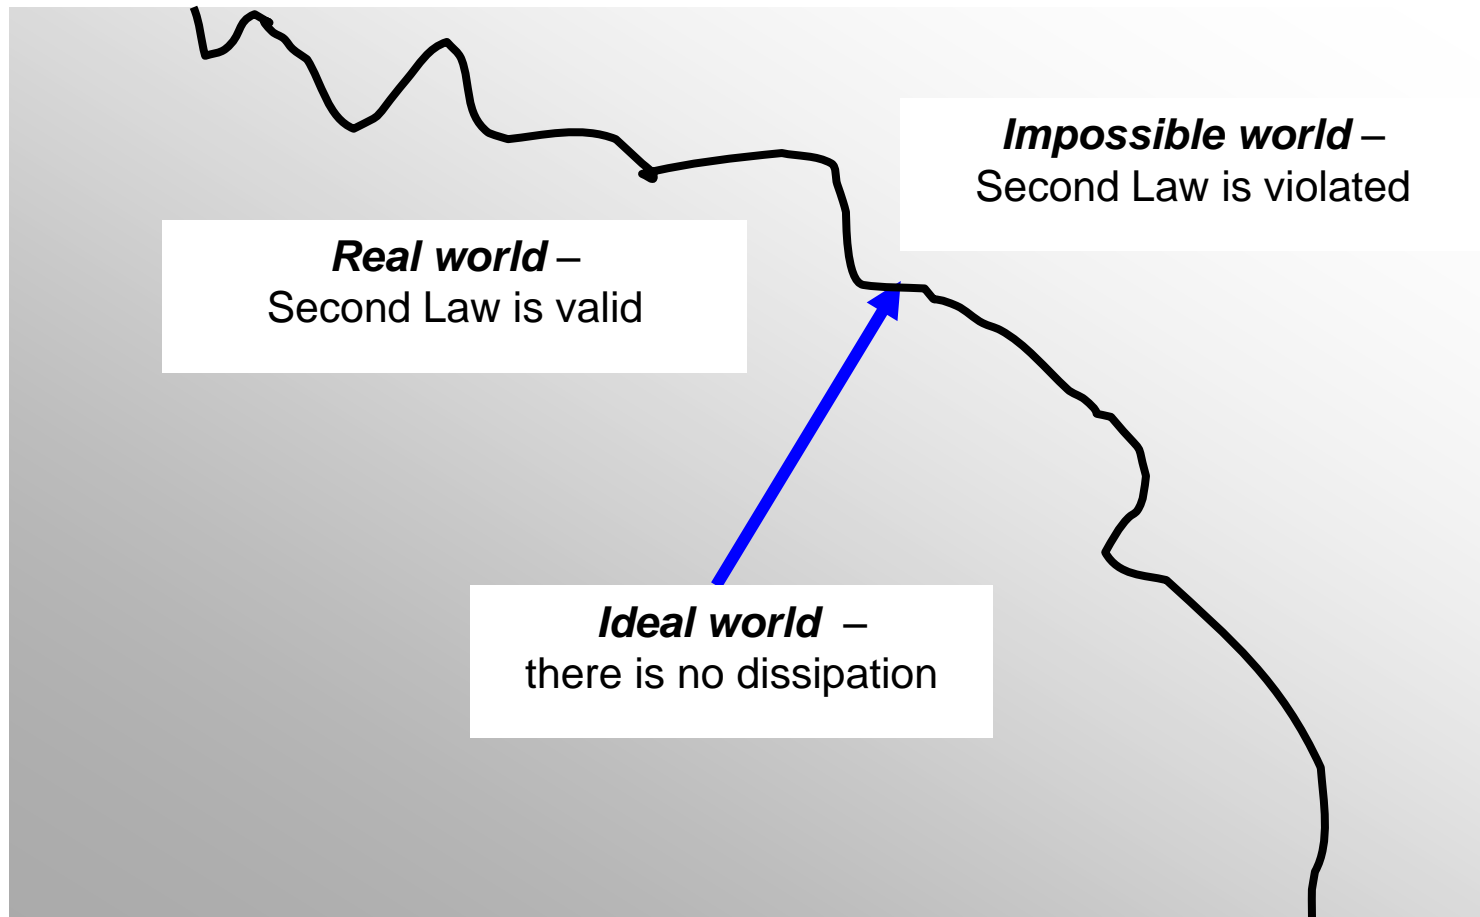 Impossible world –
Second Law is violated
Real world –
Second Law is valid
Ideal world –
there is no dissipation